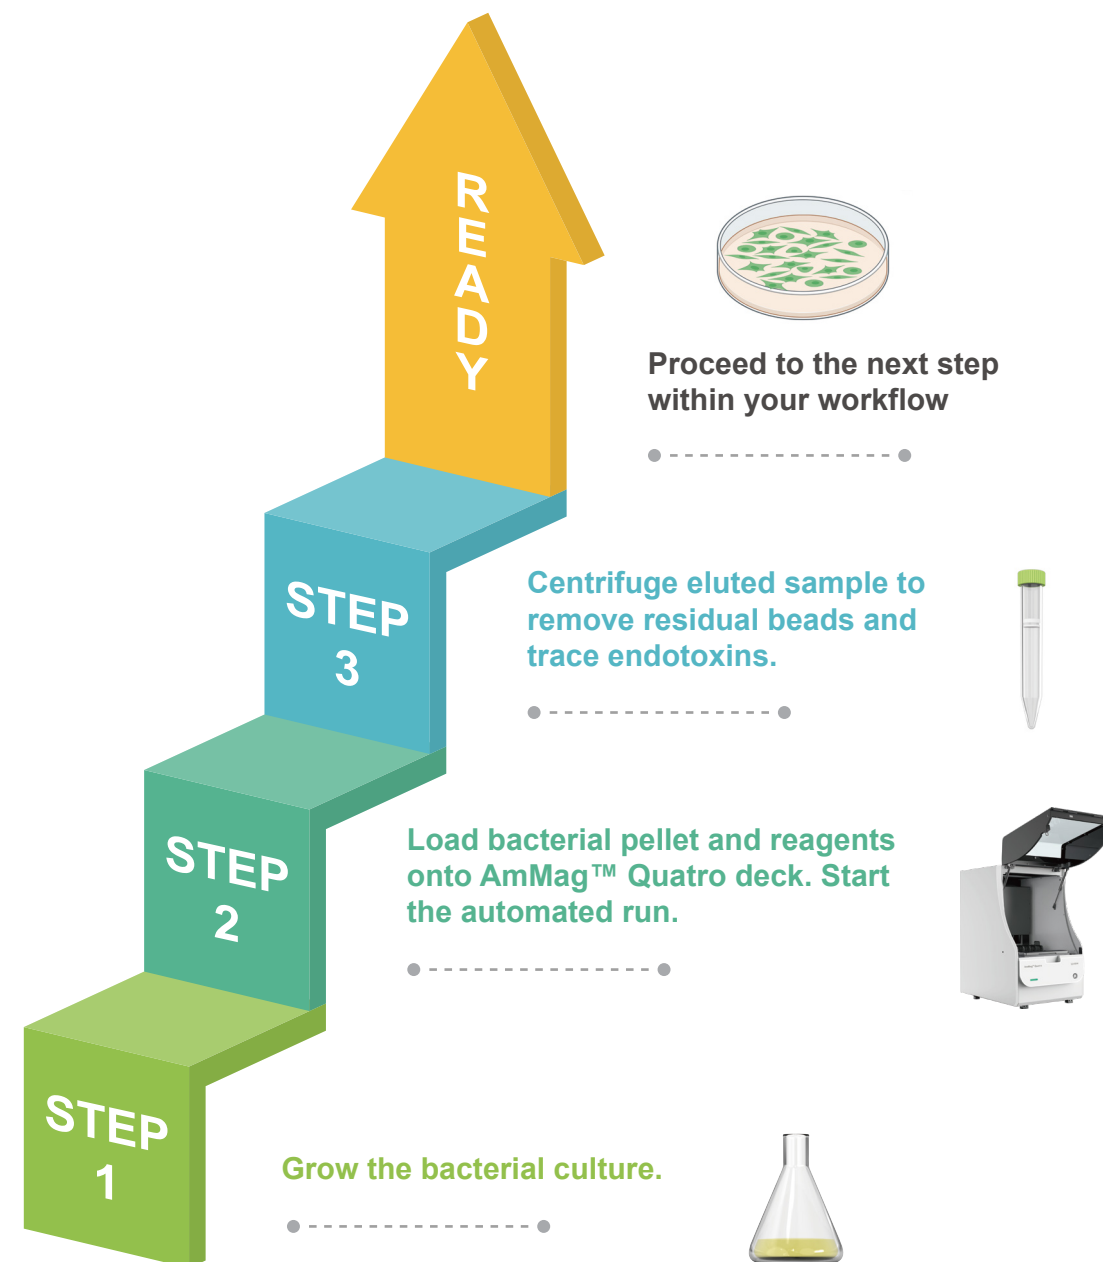 READY
Proceed to the next step
within your workflow
STEP
3
Centrifuge eluted sample to
remove residual beads and
trace endotoxins.
STEP
2
Load bacterial pellet and reagents
onto AmMag™ Quatro deck. Start
the automated run.
STEP
1
Grow the bacterial culture.